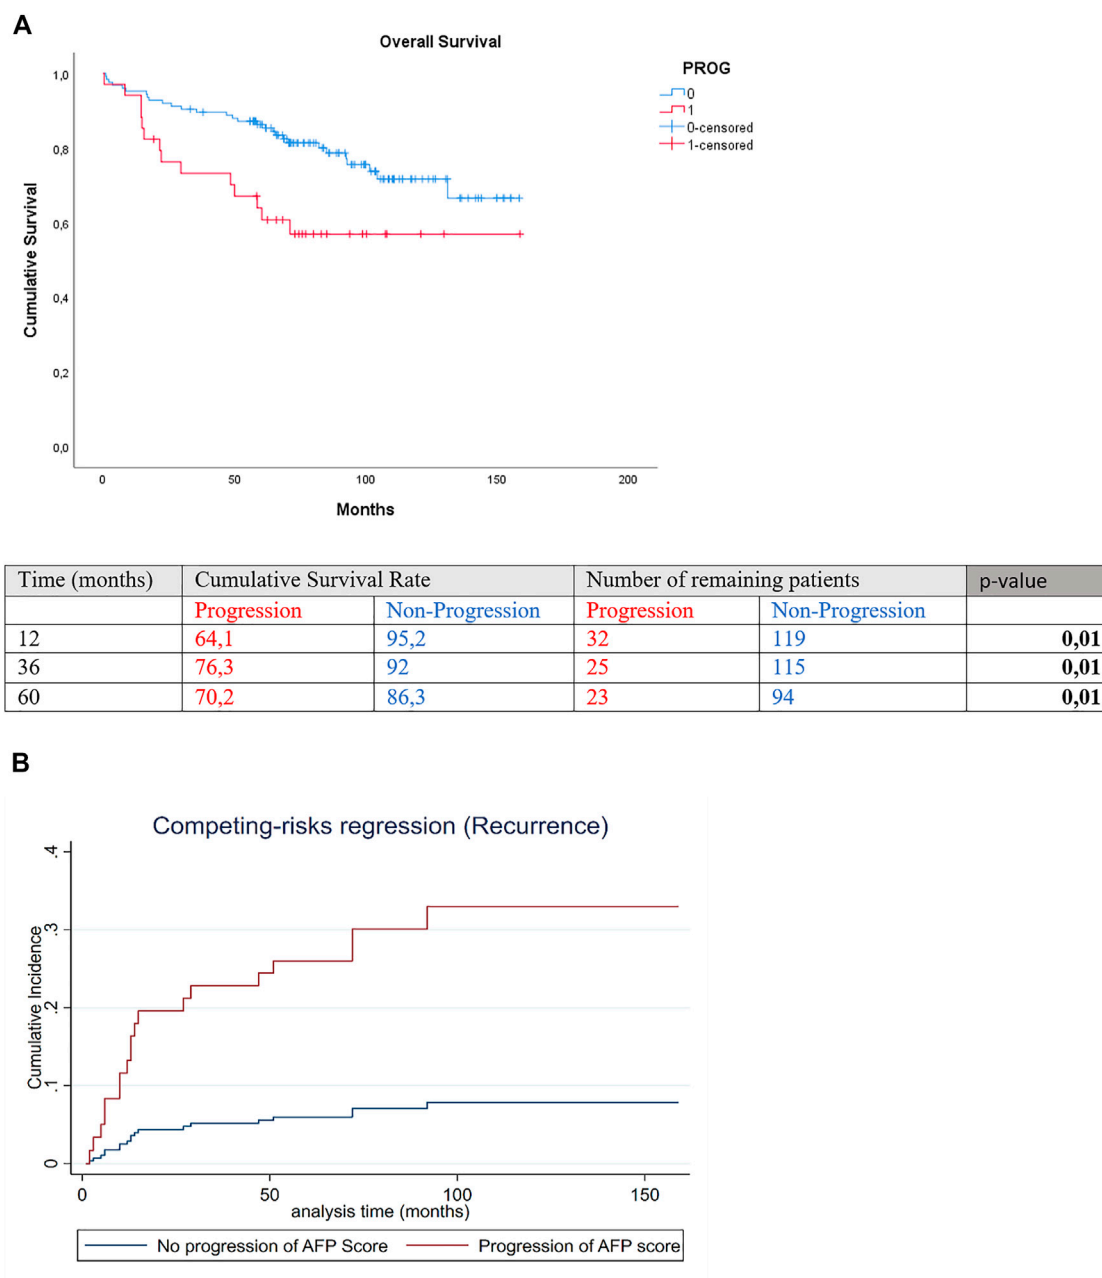 A
Overall Survival
PROG
0
1
0-censored
1-censored
Cumulative Survival
1,0
0,8
0,6
0,4
0,2
0,0
0 50 100 150 200
Months
Time (months) Cumulative Survival Rate Number of remaining patients p-value
Progression Non-Progression Progression Non-Progression
12 64,1 95,2 32 119 0,01
36 76,3 92 25 115 0,01
60 70,2 86,3 23 94 0,01
B
Competing-risks regression (Recurrence)
Cumulative Incidence
.4
.3
.2
.1
0
0 50 100 150
analysis time (months)
No progression of AFP Score Progression of AFP score